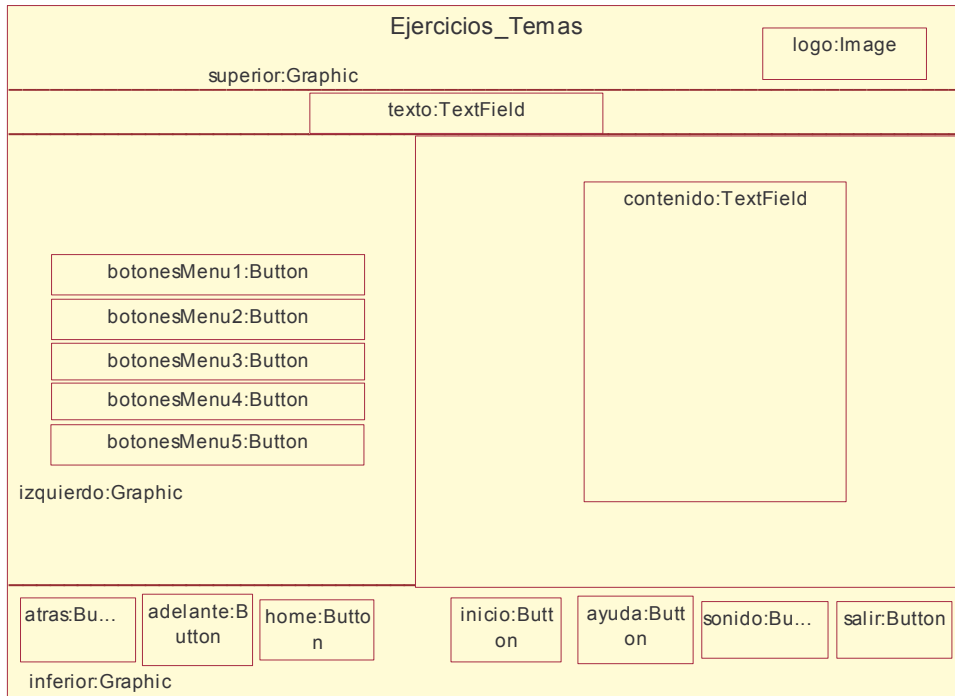 Ejercicios_Temas
logo:Image
superior:Graphic
texto:TextField
contenido:TextField
botonesMenu1:Button
botonesMenu2:Button
botonesMenu3:Button
botonesMenu4:Button
botonesMenu5:Button
izquierdo:Graphic
atras:Bu...
adelante:B
utton
home:Butto
n
inicio:Butt
on
ayuda:Butt
on
sonido:Bu...
salir:Button
inferior:Graphic